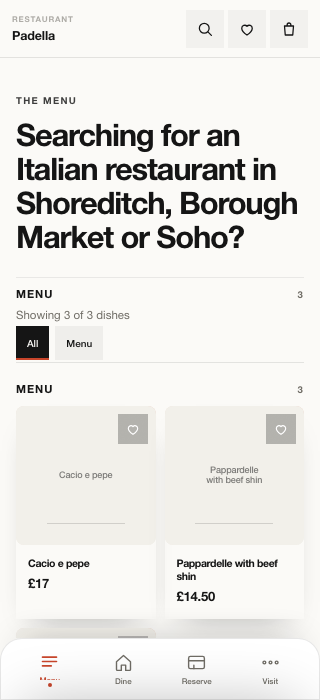 RESTAURANT
Padella
THE MENU
Searching for an
Italian restaurant in
Shoreditch, Borough
Market or Soho?
MENU 3
Showing 3 of 3 dishes
All Menu
MENU 3
Cacio e pepe
Pappardelle
with beef shin
Cacio e pepe
£17
Pappardelle with beef
shin
£14.50
Dine Reserve Visit